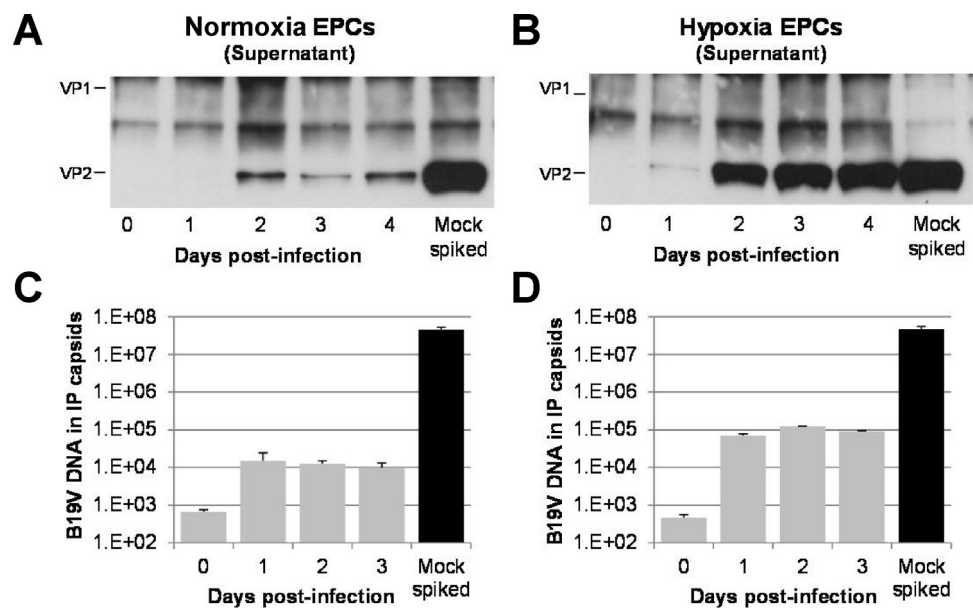 A
Normoxia EPCs
(Supernatant)
VP1
VP2
0 1 2 3 4 Mock
spiked
Days post-infection
B
Hypoxia EPCs
(Supernatant)
VP1
VP2
0 1 2 3 4 Mock
spiked
Days post-infection
C
B19V DNA in IP capsids
1.E+08
1.E+07
1.E+06
1.E+05
1.E+04
1.E+03
1.E+02
0 1 2 3 Mock
spiked
Days post-infection
D
B19V DNA in IP capsids
1.E+08
1.E+07
1.E+06
1.E+05
1.E+04
1.E+03
1.E+02
0 1 2 3 Mock
spiked
Days post-infection